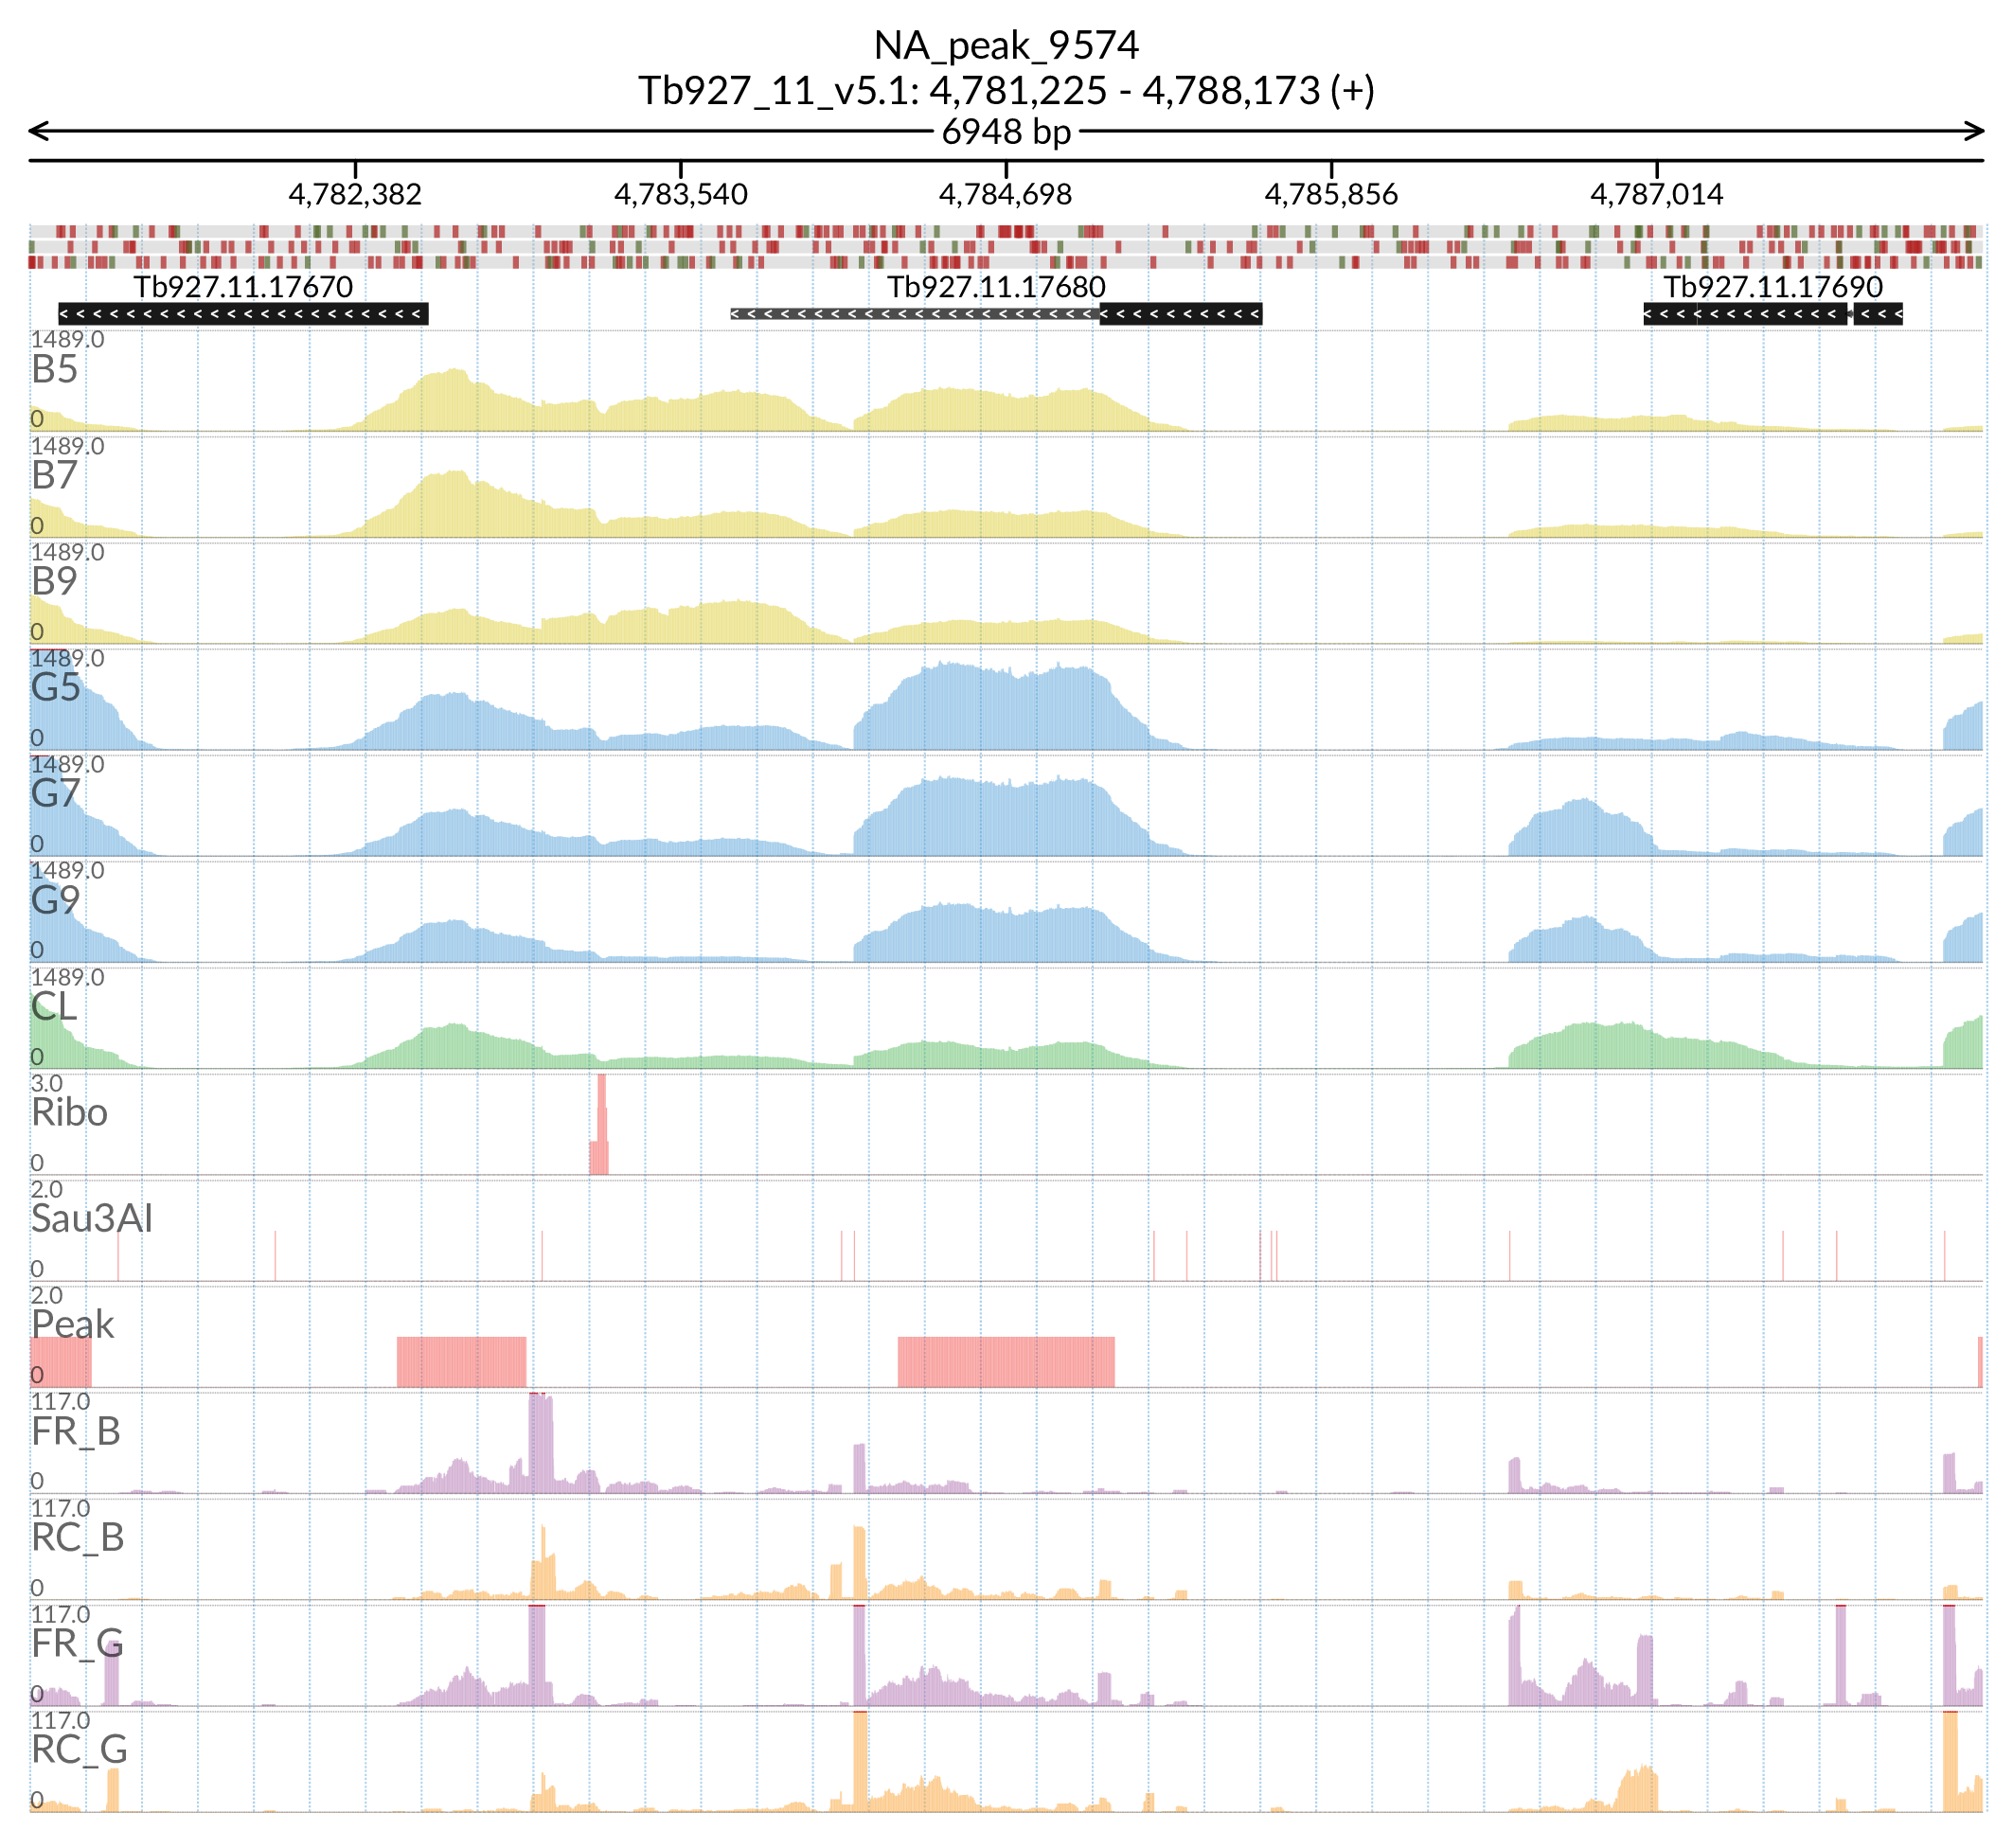 NA_peak_9574
Tb927_11_v5.1: 4,781,225 - 4,788,173 (+)
6948 bp
4,782,382 4,783,540 4,784,698 4,785,856 4,787,014
Tb927.11.17670 Tb927.11.17680 Tb927.11.17690
1489.0
B5
0
1489.0
B7
0
1489.0
B9
0
1489.0
G5
0
1489.0
G7
0
1489.0
G9
0
1489.0
CL
0
3.0
Ribo
0
2.0
Sau3AI
0
2.0
Peak
0
117.0
FR_B
0
117.0
RC_B
0
117.0
FR_G
0
117.0
RC_G
0